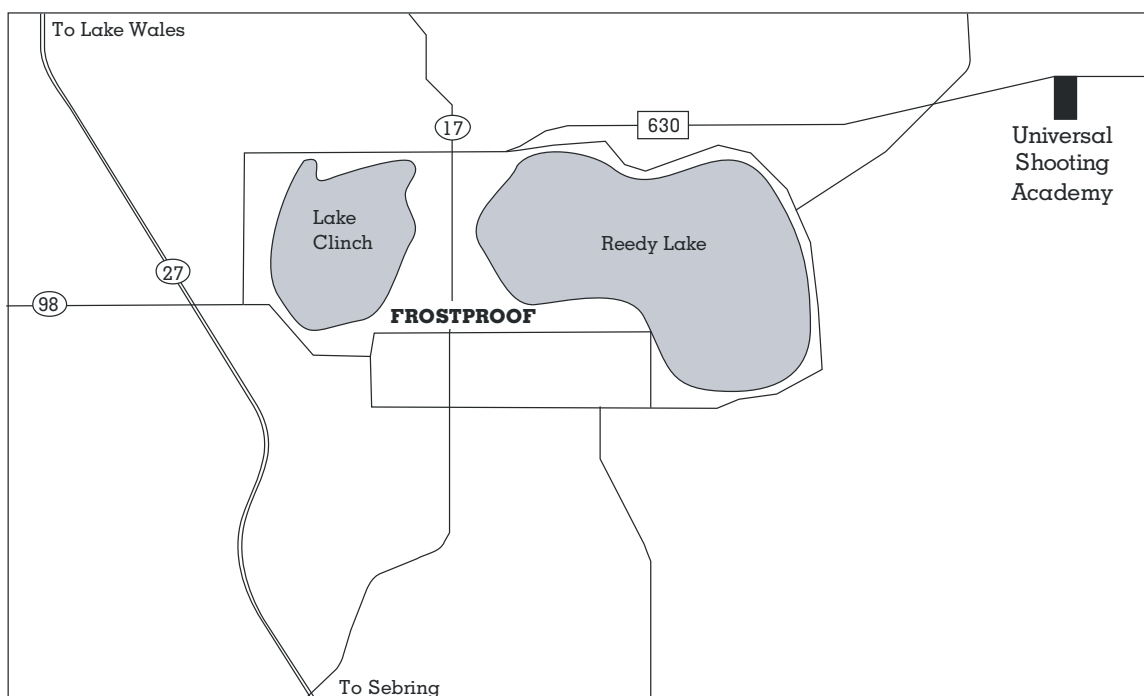 To Lake Wales
17
630
Universal
Shooting
Academy
Lake
Clinch
Reedy Lake
27
98
FROSTPROOF
To Sebring